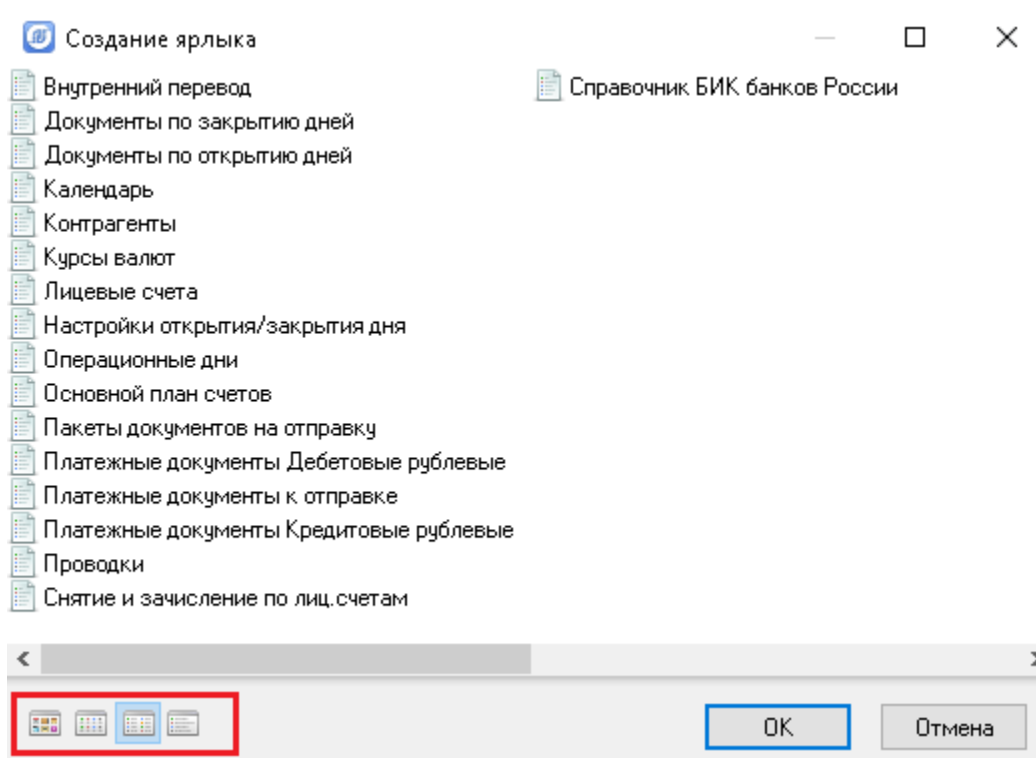 Создание ярлыка
Внутренний перевод
Документы по закрытию дней
Документы по открытию дней
Календарь
Контрагенты
Курсы валют
Лицевые счета
Настройки открытия/закрытия дня
Операционные дни
Основной план счетов
Пакеты документов на отправку
Платежные документы Дебетовые рублевые
Платежные документы к отправке
Платежные документы Кредитовые рублевые
Проводки
Снятие и зачисление по лиц.счетам
Справочник БИК банков России
ОК
Отмена